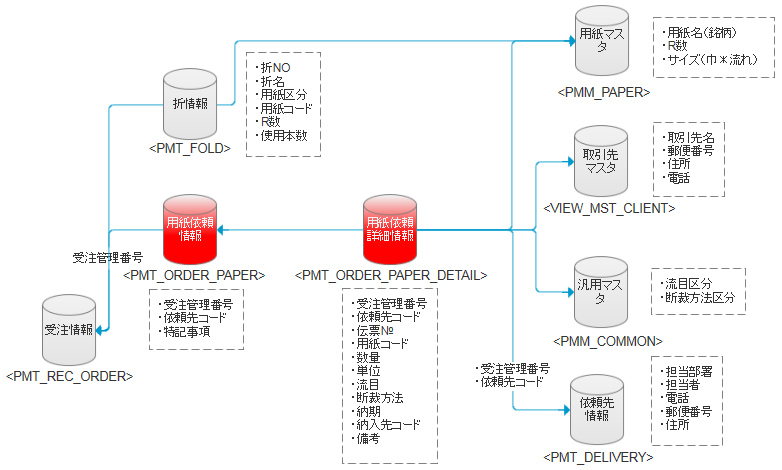 用紙マス
タ
・用紙名(銘柄)
・R数
・サイズ(巾＊流れ)
<PMM_PAPER>
折情報
・折NO
・折名
・用紙区分
・用紙コード
・R数
・使用本数
<PMT_FOLD>
取引先
マスタ
・取引先名
・郵便番号
・住所
・電話
<VIEW_MST_CLIENT>
用紙依頼
情報
<PMT_ORDER_PAPER>
・受注管理番号
・依頼先コード
・特記事項
用紙依頼
詳細情報
<PMT_ORDER_PAPER_DETAIL>
・受注管理番号
・依頼先コード
・伝票№
・用紙コード
・数量
・単位
・流目
・断裁方法
・納期
・納入先コード
・備考
受注管理番号
受注情報
<PMT_REC_ORDER>
汎用マス
タ
・流目区分
・断裁方法区分
<PMM_COMMON>
・受注管理番号
・依頼先コード
依頼先
情報
・担当部署
・担当者
・電話
・郵便番号
・住所
<PMT_DELIVERY>